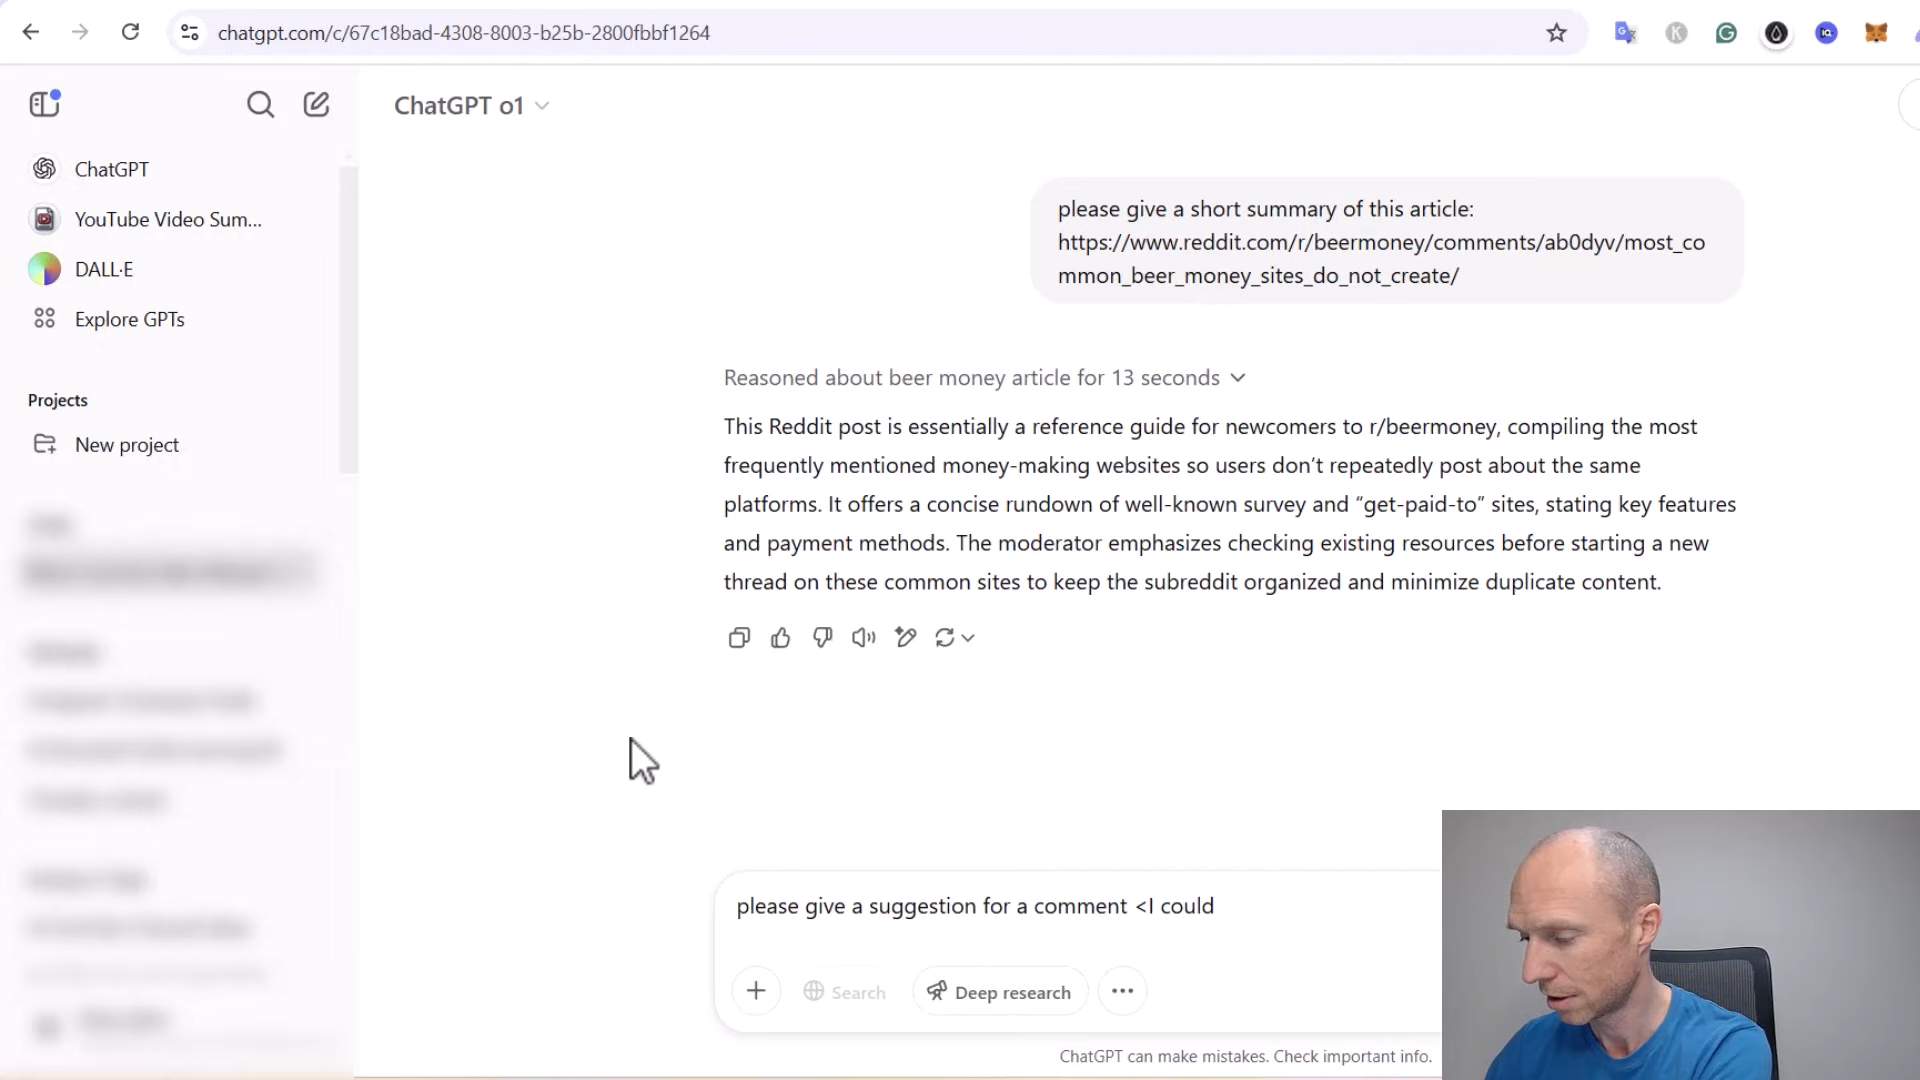 chatgpt.com/c/67c18bad-4308-8003-b25b-2800fbbf1264
ChatGPT o1
ChatGPT
YouTube Video Sum...
DALL·E
Explore GPTs
Projects
New project
please give a short summary of this article:
https://www.reddit.com/r/beermoney/comments/ab0dyv/most_co
mmon_beer_money_sites_do_not_create/
Reasoned about beer money article for 13 seconds
This Reddit post is essentially a reference guide for newcomers to r/beermoney, compiling the most
frequently mentioned money-making websites so users don’t repeatedly post about the same
platforms. It offers a concise rundown of well-known survey and “get-paid-to” sites, stating key features
and payment methods. The moderator emphasizes checking existing resources before starting a new
thread on these common sites to keep the subreddit organized and minimize duplicate content.
please give a suggestion for a comment <I could
Search
Deep research
ChatGPT can make mistakes. Check important info.